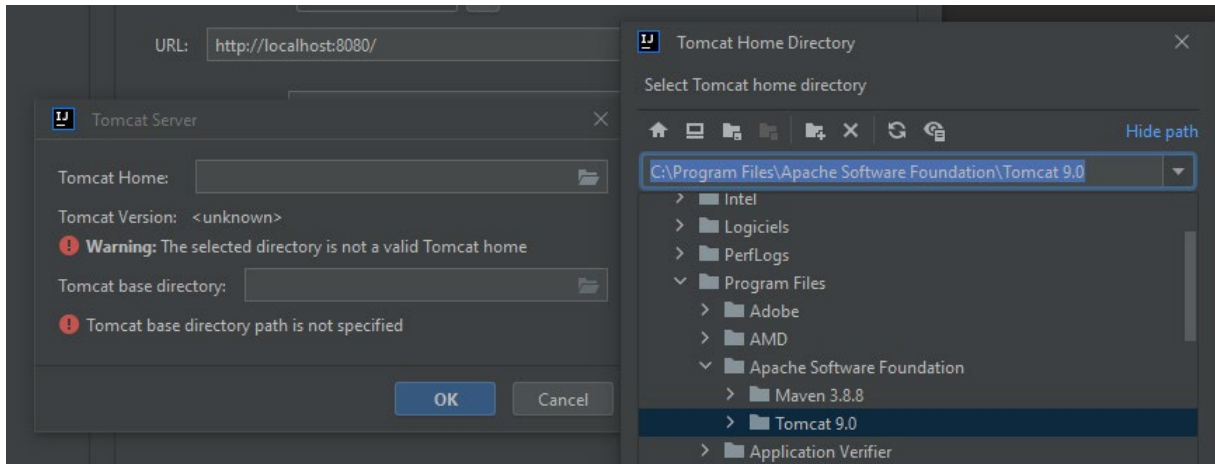 URL: http://localhost:8080/
Tomcat Server
Tomcat Home:
Tomcat Version: <unknown>
Warning: The selected directory is not a valid Tomcat home
Tomcat base directory:
Tomcat base directory path is not specified
OK Cancel
Tomcat Home Directory
Select Tomcat home directory
Hide path
C:\Program Files\Apache Software Foundation\Tomcat 9.0
Intel
Logiciels
PerfLogs
Program Files
Adobe
AMD
Apache Software Foundation
Maven 3.8.8
Tomcat 9.0
Application Verifier